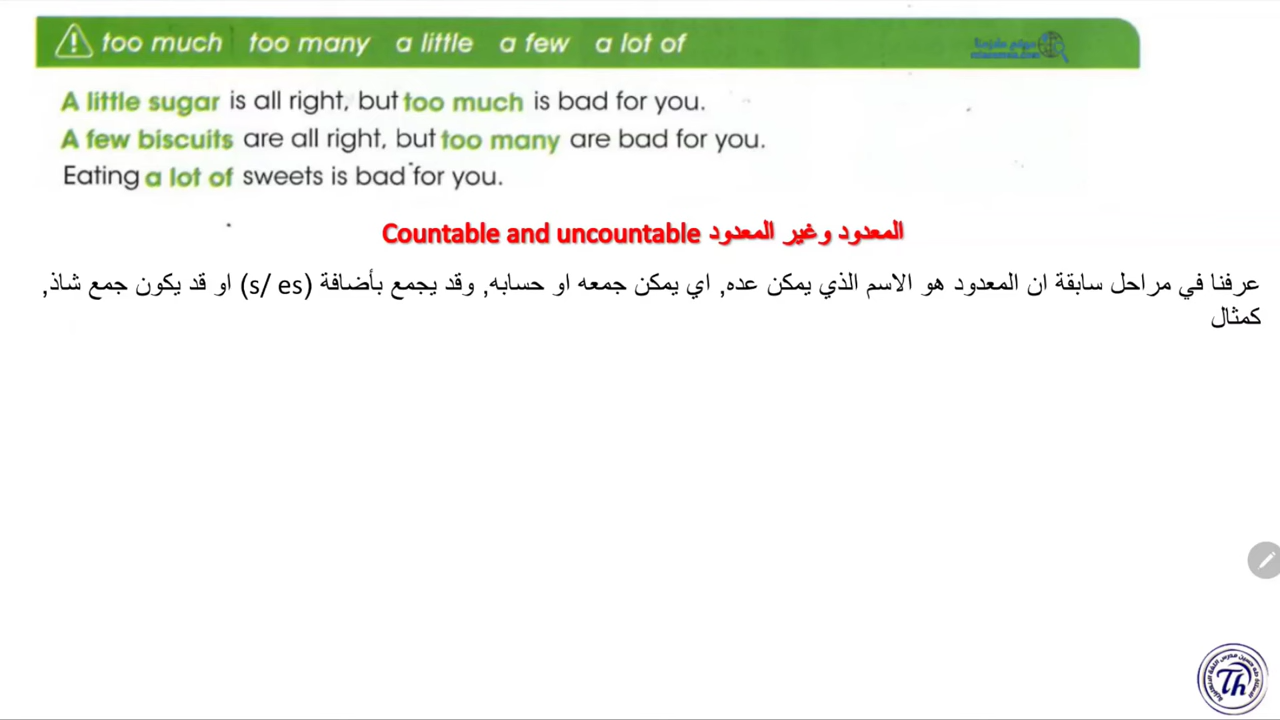 too much too many a little a few a lot of
موقع ملازمنا
A little sugar is all right, but too much is bad for you.
A few biscuits are all right, but too many are bad for you.
Eating a lot of sweets is bad for you.
Countable and uncountable المعدود وغير المعدود
عرفنا في مراحل سابقة ان المعدود هو الاسم الذي يمكن عده, اي يمكن جمعه او حسابه, وقد يجمع بأضافة (s/ es) او قد يكون جمع شاذ,
كمثال
Th